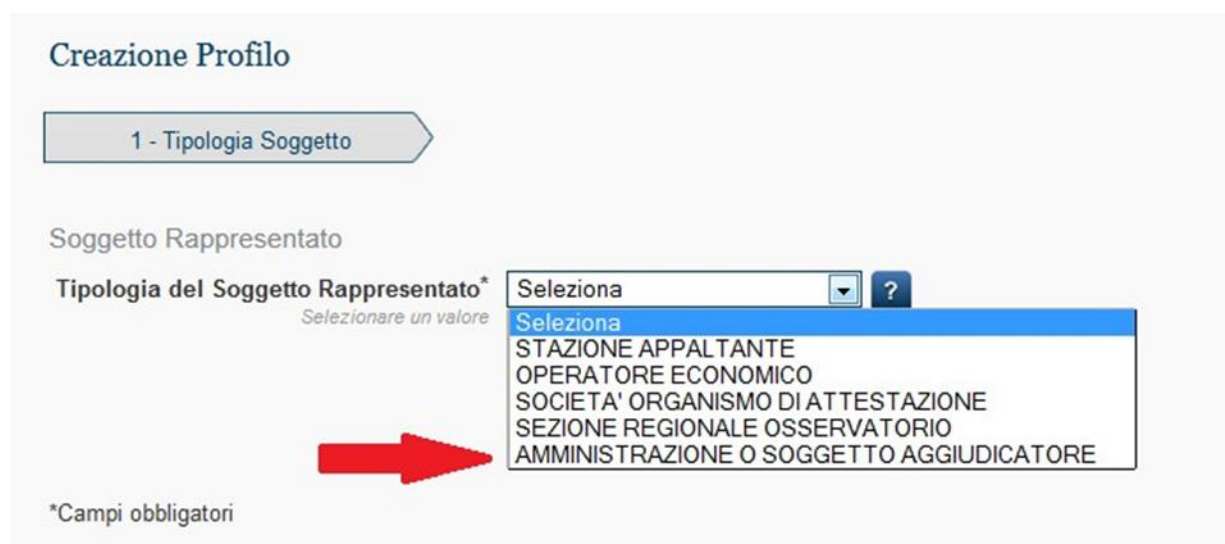 Creazione Profilo
1 - Tipologia Soggetto
Soggetto Rappresentato
Tipologia del Soggetto Rappresentato* Seleziona ?
Selezionare un valore
Seleziona
STAZIONE APPALTANTE
OPERATORE ECONOMICO
SOCIETA' ORGANISMO DI ATTESTAZIONE
SEZIONE REGIONALE OSSERVATORIO
AMMINISTRAZIONE O SOGGETTO AGGIUDICATORE
*Campi obbligatori